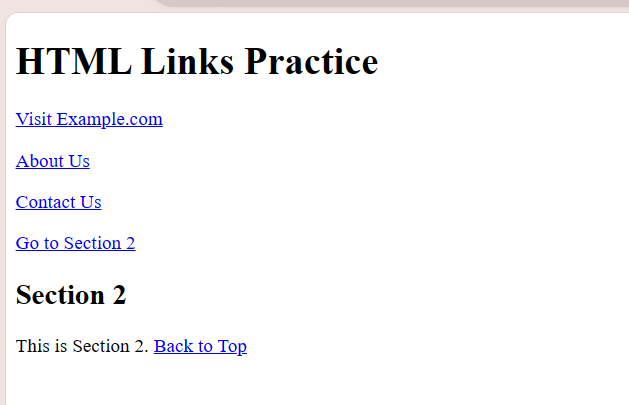 HTML Links Practice
Visit Example.com
About Us
Contact Us
Go to Section 2
Section 2
This is Section 2. Back to Top